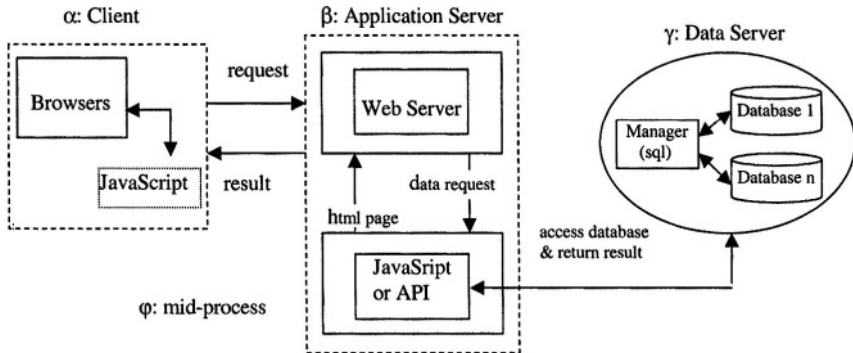 α: Client
β: Application Server
γ: Data Server
Browsers
JavaScript
request
result
Web Server
html page
data request
JavaSript
or API
φ: mid-process
Manager
(sql)
Database 1
Database n
access database
& return result